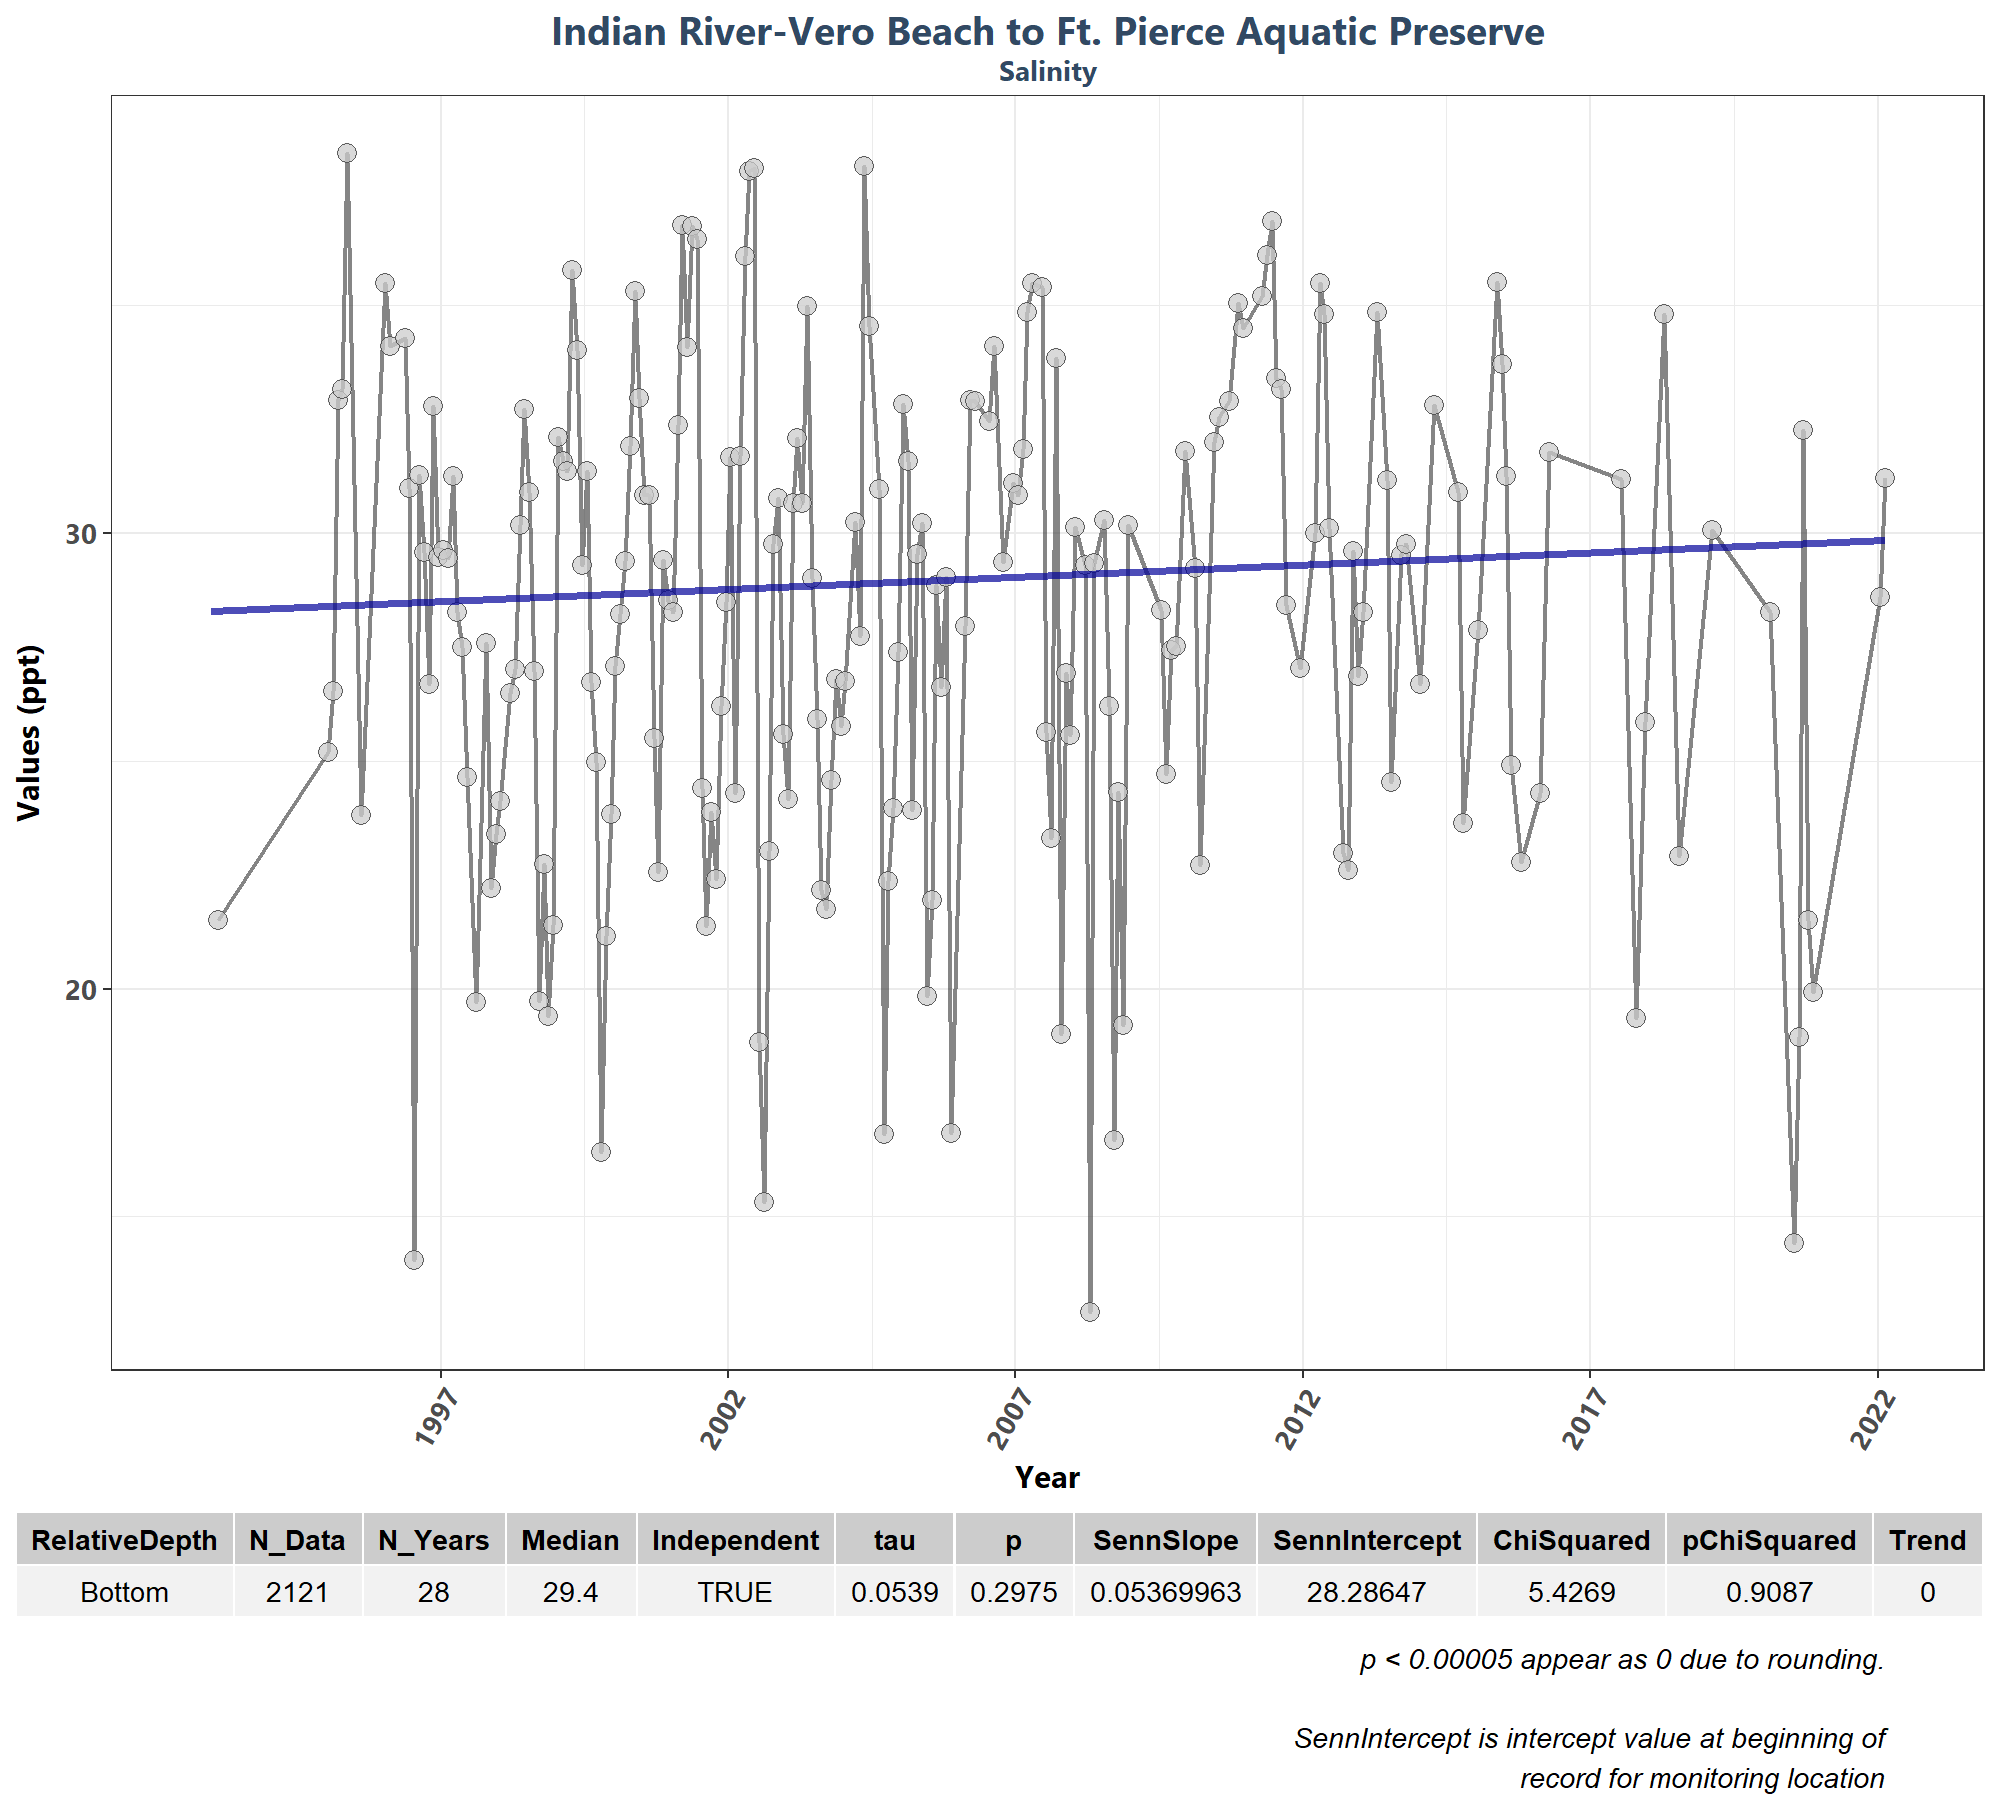 Indian River-Vero Beach to Ft. Pierce Aquatic Preserve
Salinity
Values (ppt)
30
20
1997 2002 2007 2012 2017 2022
Year
RelativeDepth N_Data N_Years Median Independent tau p SennSlope SennIntercept ChiSquared pChiSquared Trend
Bottom 2121 28 29.4 TRUE 0.0539 0.2975 0.05369963 28.28647 5.4269 0.9087 0
p < 0.00005 appear as 0 due to rounding.
SennIntercept is intercept value at beginning of
record for monitoring location